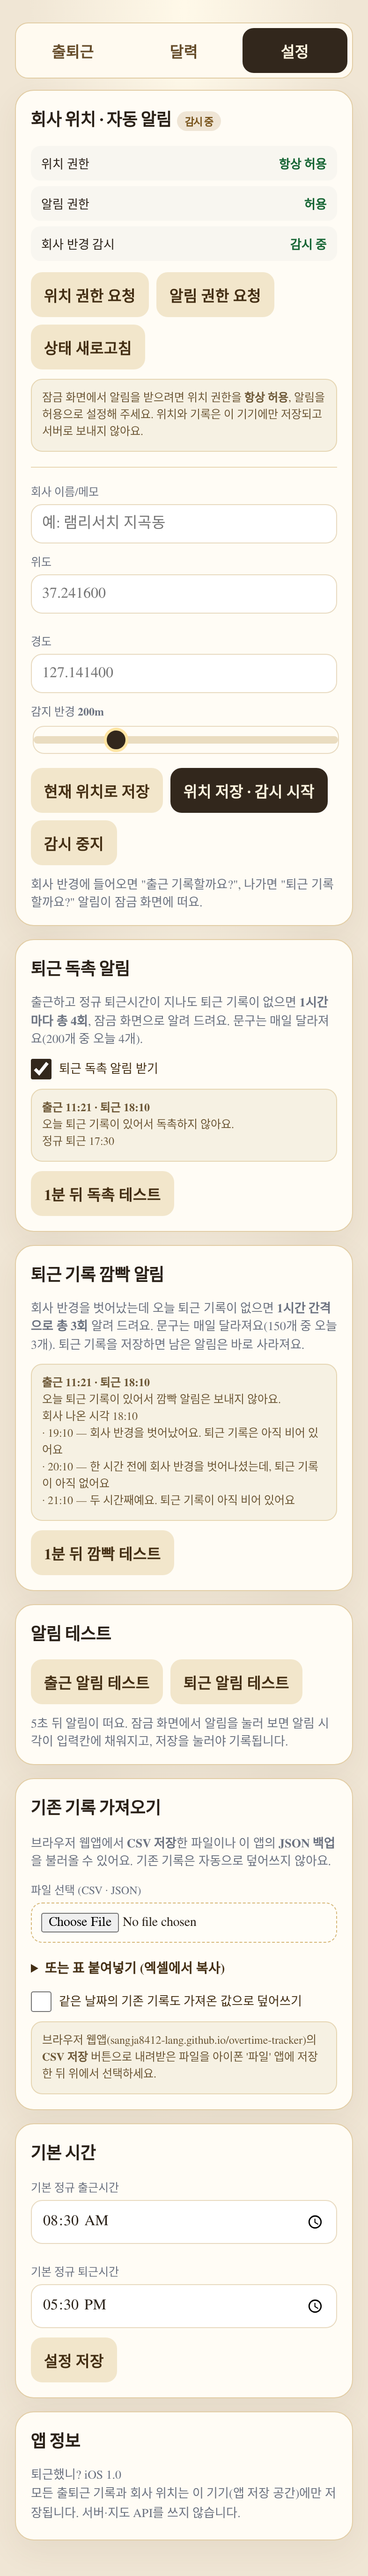 출퇴근 달력 설정
회사 위치 · 자동 알림 감시 중
위치 권한 항상 허용
알림 권한 허용
회사 반경 감시 감시 중
위치 권한 요청 알림 권한 요청
상태 새로고침
잠금 화면에서 알림을 받으려면 위치 권한을 항상 허용, 알림을
허용으로 설정해 주세요. 위치와 기록은 이 기기에만 저장되고
서버로 보내지 않아요.
회사 이름/메모
예: 램리서치 지곡동
위도
37.241600
경도
127.141400
감지 반경 200m
현재 위치로 저장 위치 저장 · 감시 시작
감시 중지
회사 반경에 들어오면 "출근 기록할까요?", 나가면 "퇴근 기록
할까요?" 알림이 잠금 화면에 떠요.
퇴근 독촉 알림
출근하고 정규 퇴근시간이 지나도 퇴근 기록이 없으면 1시간
마다 총 4회, 잠금 화면으로 알려 드려요. 문구는 매일 달라져
요(200개 중 오늘 4개).
퇴근 독촉 알림 받기
출근 11:21 · 퇴근 18:10
오늘 퇴근 기록이 있어서 독촉하지 않아요.
정규 퇴근 17:30
1분 뒤 독촉 테스트
퇴근 기록 깜빡 알림
회사 반경을 벗어났는데 오늘 퇴근 기록이 없으면 1시간 간격
으로 총 3회 알려 드려요. 문구는 매일 달라져요(150개 중 오늘
3개). 퇴근 기록을 저장하면 남은 알림은 바로 사라져요.
출근 11:21 · 퇴근 18:10
오늘 퇴근 기록이 있어서 깜빡 알림은 보내지 않아요.
회사 나온 시각 18:10
· 19:10 — 회사 반경을 벗어났어요. 퇴근 기록은 아직 비어 있
어요
· 20:10 — 한 시간 전에 회사 반경을 벗어나셨는데, 퇴근 기록
이 아직 없어요
· 21:10 — 두 시간째예요. 퇴근 기록이 아직 비어 있어요
1분 뒤 깜빡 테스트
알림 테스트
출근 알림 테스트 퇴근 알림 테스트
5초 뒤 알림이 떠요. 잠금 화면에서 알림을 눌러 보면 알림 시
각이 입력칸에 채워지고, 저장을 눌러야 기록됩니다.
기존 기록 가져오기
브라우저 웹앱에서 CSV 저장한 파일이나 이 앱의 JSON 백업
을 불러올 수 있어요. 기존 기록은 자동으로 덮어쓰지 않아요.
파일 선택 (CSV · JSON)
Choose File No file chosen
또는 표 붙여넣기 (엑셀에서 복사)
같은 날짜의 기존 기록도 가져온 값으로 덮어쓰기
브라우저 웹앱(sangja8412-lang.github.io/overtime-tracker)의
CSV 저장 버튼으로 내려받은 파일을 아이폰 '파일' 앱에 저장
한 뒤 위에서 선택하세요.
기본 시간
기본 정규 출근시간
08:30 AM
기본 정규 퇴근시간
05:30 PM
설정 저장
앱 정보
퇴근했니? iOS 1.0
모든 출퇴근 기록과 회사 위치는 이 기기(앱 저장 공간)에만 저
장됩니다. 서버·지도 API를 쓰지 않습니다.